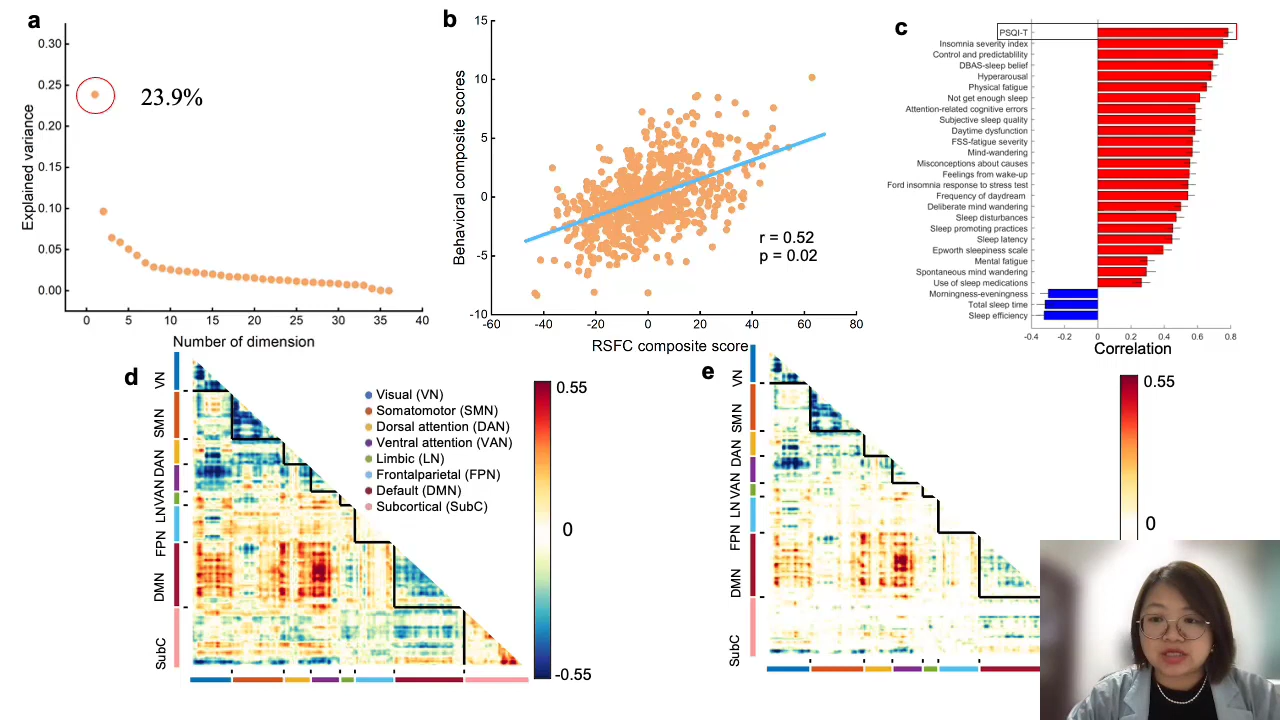 a
0.30
0.25
0.20
0.15
0.10
0.05
0.00
Explained variance
23.9%
0 5 10 15 20 25 30 35 40
Number of dimension
b
15
10
5
0
-5
-10
Behavioral composite scores
r = 0.52
p = 0.02
-60 -40 -20 0 20 40 60 80
RSFC composite score
c
PSQI-T
Insomnia severity index
Control and predictablility
DBAS-sleep belief
Hyperarousal
Physical fatigue
Not get enough sleep
Attention-related cognitive errors
Subjective sleep quality
Daytime dysfunction
FSS-fatigue severity
Mind-wandering
Misconceptions about causes
Feelings from wake-up
Ford insomnia response to stress test
Frequency of daydream
Deliberate mind wandering
Sleep disturbances
Sleep promoting practices
Sleep latency
Epworth sleepiness scale
Mental fatigue
Spontaneous mind wandering
Use of sleep medications
Morningness-eveningness
Total sleep time
Sleep efficiency
-0.4 -0.2 0 0.2 0.4 0.6 0.8
Correlation
d
VN
SMN
DAN
VAN
LN
FPN
DMN
SubC
Visual (VN)
Somatomotor (SMN)
Dorsal attention (DAN)
Ventral attention (VAN)
Limbic (LN)
Frontalparietal (FPN)
Default (DMN)
Subcortical (SubC)
0.55
0
-0.55
e
VN
SMN
DAN
VAN
LN
FPN
DMN
SubC
0.55
0